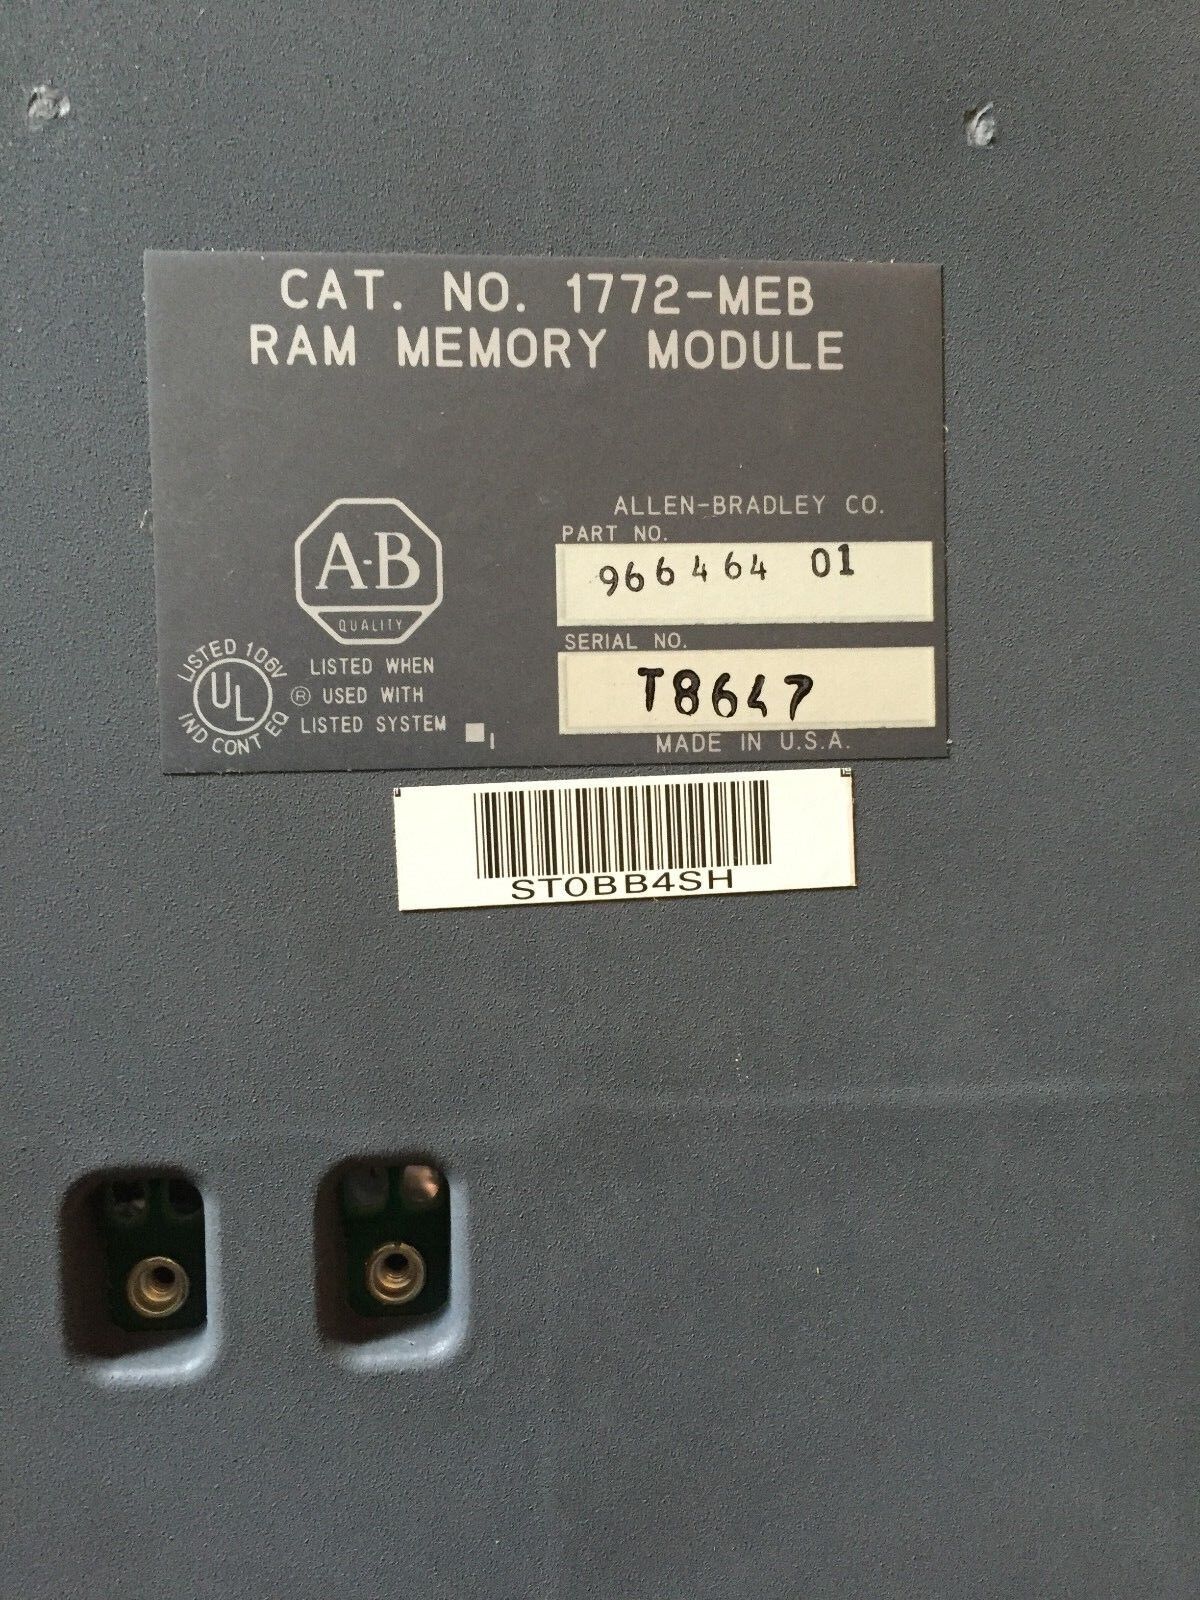 CAT. NO. 1772-MEB
RAM MEMORY MODULE
ALLEN-BRADLEY CO.
PART NO.
966464 01
A-B
QUALITY
SERIAL NO.
T8647
LISTED 106V
UL
IND CONT EQ
®
LISTED WHEN
USED WITH
LISTED SYSTEM
MADE IN U.S.A.
STOBB4SH